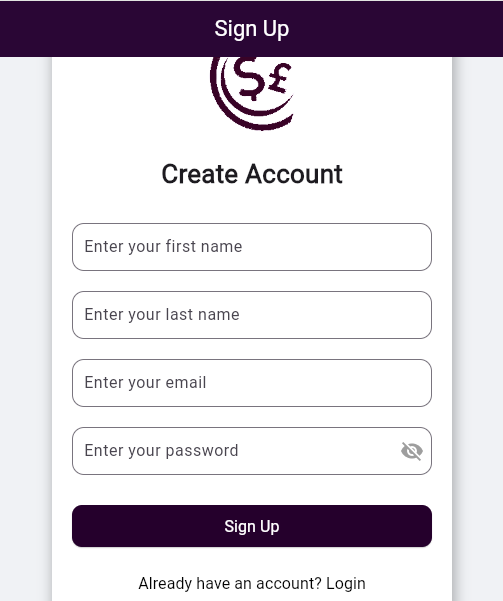 Sign Up
$£
Create Account
Enter your first name
Enter your last name
Enter your email
Enter your password
Sign Up
Already have an account? Login